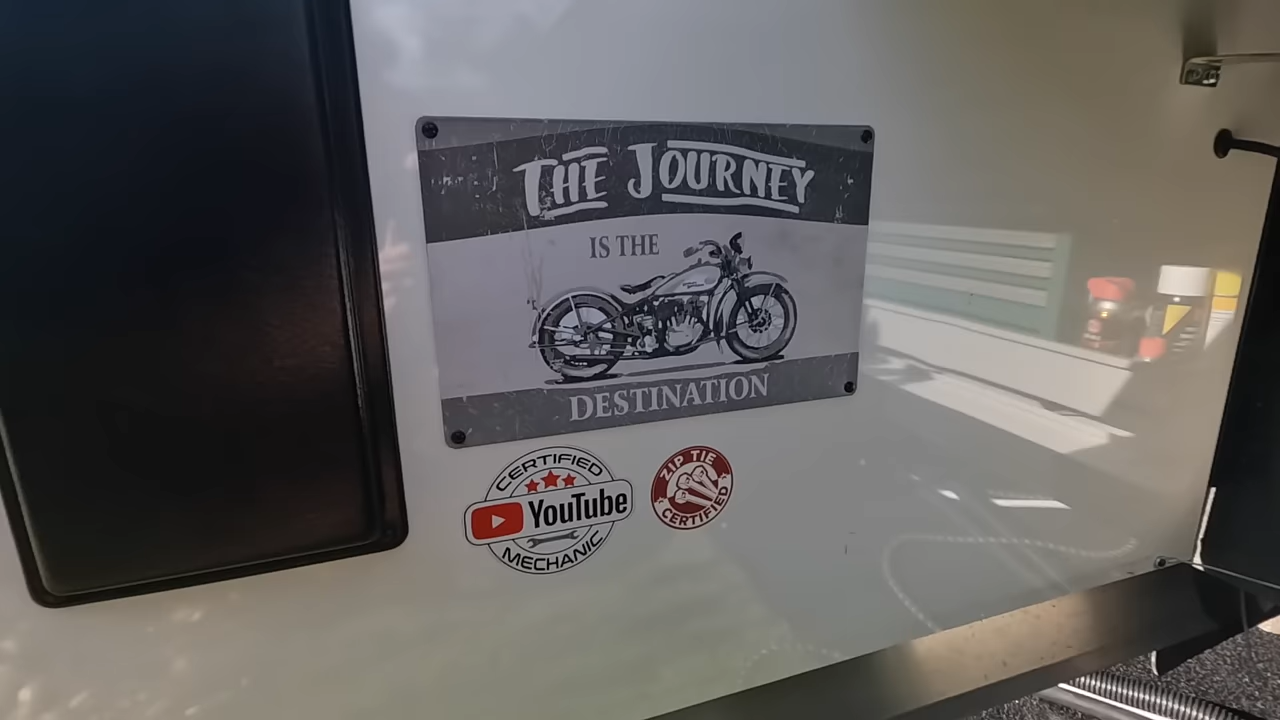 THE JOURNEY
IS THE
DESTINATION
CERTIFIED
YouTube
MECHANIC
ZIP TIE
CERTIFIED